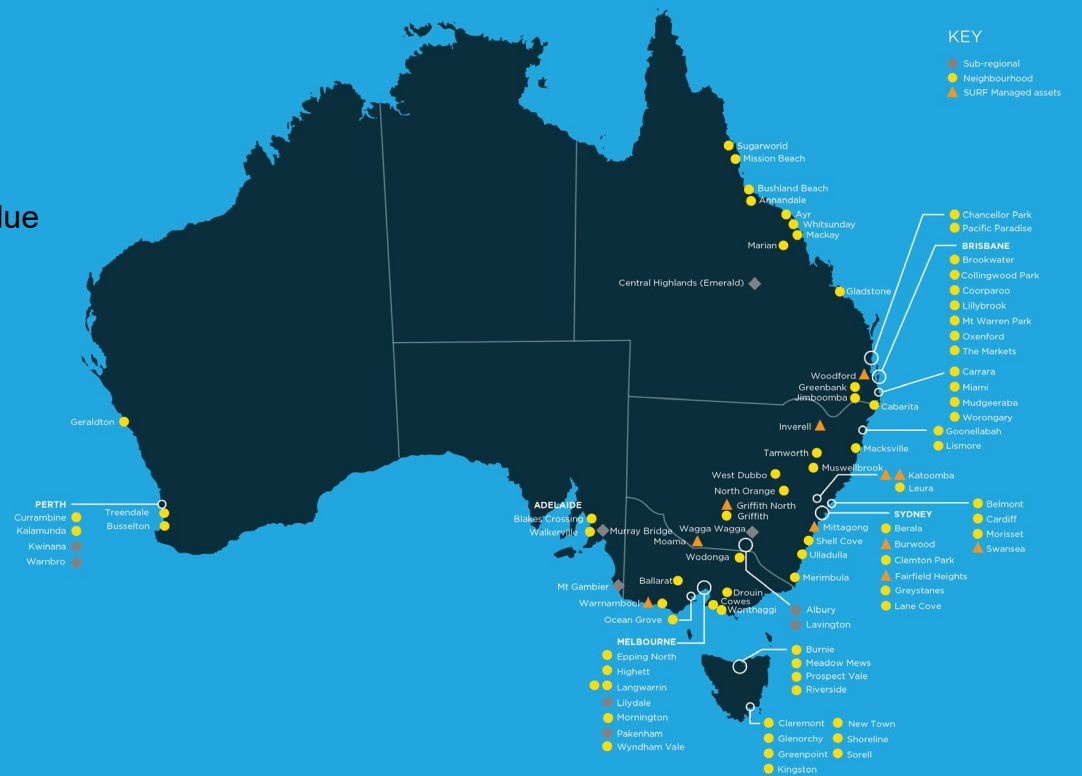 lue
KEY
Sub-regional
Neighbourhood
SURF Managed assets
Sugarworld
Mission Beach
Bushland Beach
Annandale
Ayr
Whitsunday
Mackay
Marian
Central Highlands (Emerald)
Gladstone
Chancellor Park
Pacific Paradise
BRISBANE
Brookwater
Collingwood Park
Coorparoo
Lillybrook
Mt Warren Park
Oxenford
The Markets
Woodford
Greenbank
Jimboomba
Cabarita
Carrara
Miami
Mudgeeraba
Worongary
Goonellabah
Lismore
Inverell
Tamworth
Macksville
Muswellbrook
West Dubbo
North Orange
Katoomba
Leura
Griffith North
Griffith
Wagga Wagga
Moama
Mittagong
Shell Cove
Ulladulla
Merimbula
Belmont
Cardiff
Morisset
Swansea
SYDNEY
Berala
Burwood
Clemton Park
Fairfield Heights
Greystanes
Lane Cove
Geraldton
PERTH
Currambine
Kalamunda
Kwinana
Warnbro
Treendale
Busselton
ADELAIDE
Blakes Crossing
Walkerville
Murray Bridge
Mt Gambier
Wodonga
Ballarat
Warrnambool
Ocean Grove
Drouin
Cowes
Wonthaggi
Albury
Lavington
MELBOURNE
Epping North
Highett
Langwarrin
Lilydale
Mornington
Pakenham
Wyndham Vale
Burnie
Meadow Mews
Prospect Vale
Riverside
Claremont
New Town
Glenorchy
Shoreline
Greenpoint
Sorell
Kingston